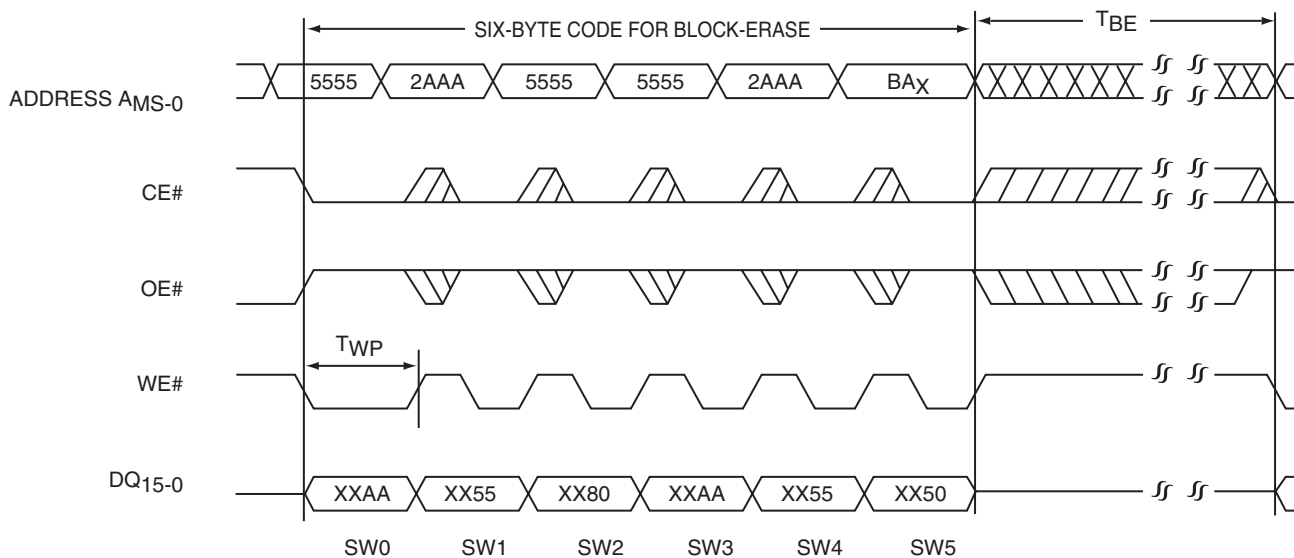 SIX-BYTE CODE FOR BLOCK-ERASE TBE
ADDRESS AMS-0 5555 2AAA 5555 5555 2AAA BAX
CE#
OE#
TWP
WE#
DQ15-0 XXAA XX55 XX80 XXAA XX55 XX50
SW0 SW1 SW2 SW3 SW4 SW5